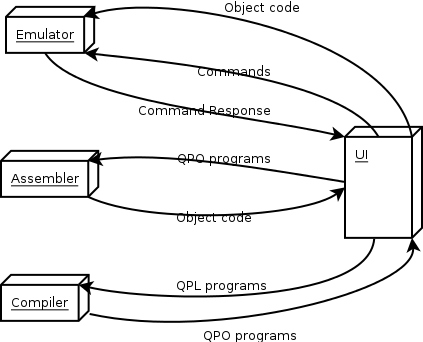 Object code
Emulator
Commands
Command Response
UI
QPO programs
Assembler
Object code
QPL programs
Compiler
QPO programs